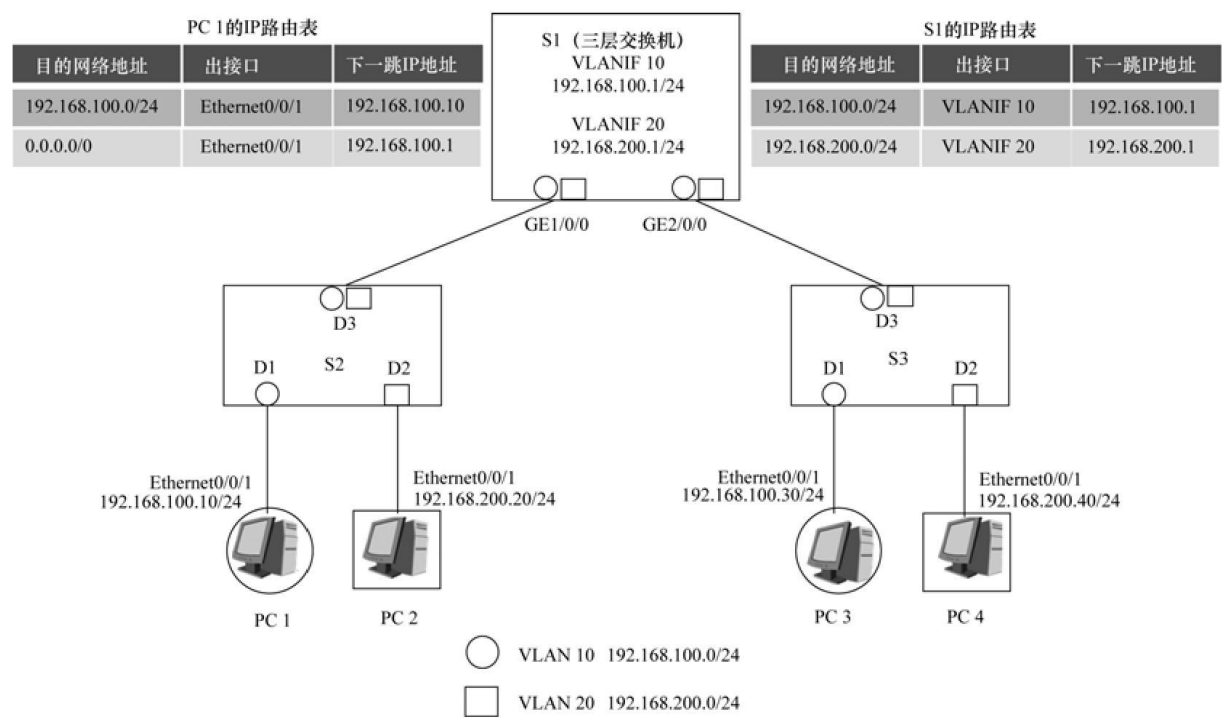 PC 1的IP路由表
目的网络地址 出接口 下一跳IP地址
192.168.100.0/24 Ethernet0/0/1 192.168.100.10
0.0.0.0/0 Ethernet0/0/1 192.168.100.1
S1（三层交换机）
VLANIF 10
192.168.100.1/24
VLANIF 20
192.168.200.1/24
GE1/0/0 GE2/0/0
S1的IP路由表
目的网络地址 出接口 下一跳IP地址
192.168.100.0/24 VLANIF 10 192.168.100.1
192.168.200.0/24 VLANIF 20 192.168.200.1
D3
S2
D1 D2
D3
S3
D1 D2
Ethernet0/0/1
192.168.100.10/24
Ethernet0/0/1
192.168.200.20/24
Ethernet0/0/1
192.168.100.30/24
Ethernet0/0/1
192.168.200.40/24
PC 1 PC 2 PC 3 PC 4
VLAN 10 192.168.100.0/24
VLAN 20 192.168.200.0/24